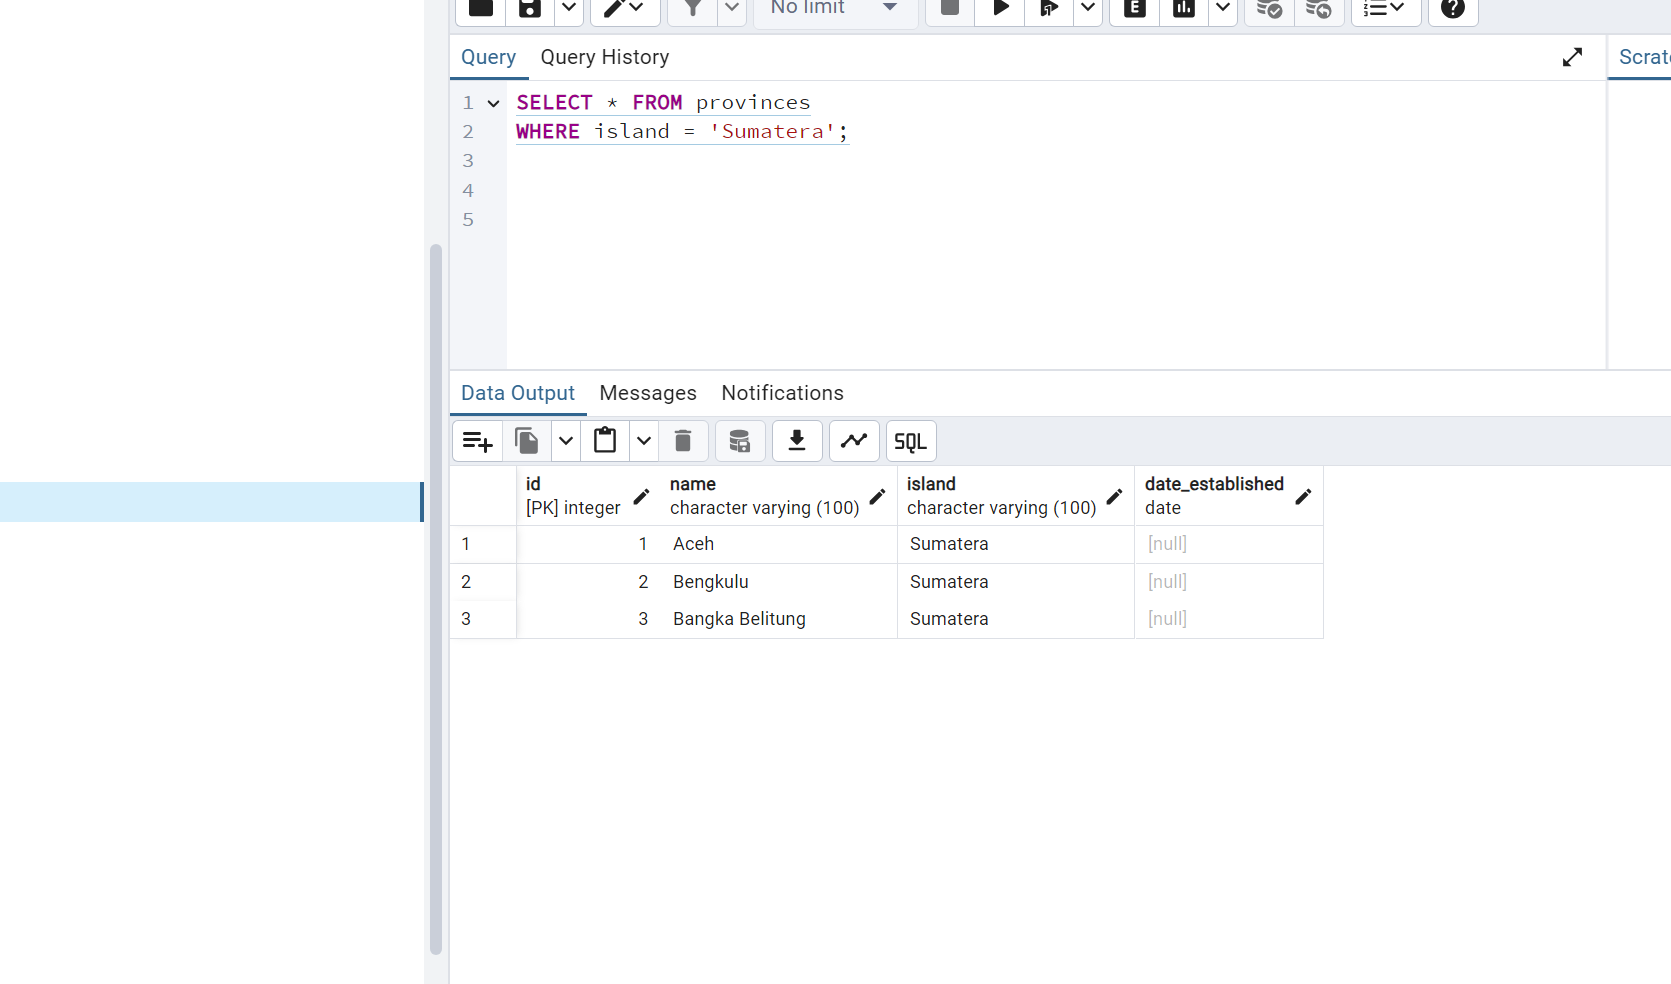 No limit
E
Query Query History
Scrat
1 SELECT * FROM provinces
2 WHERE island = 'Sumatera';
3
4
5
Data Output Messages Notifications
SQL
id name island date_established
[PK] integer character varying (100) character varying (100) date
1 1 Aceh Sumatera [null]
2 2 Bengkulu Sumatera [null]
3 3 Bangka Belitung Sumatera [null]